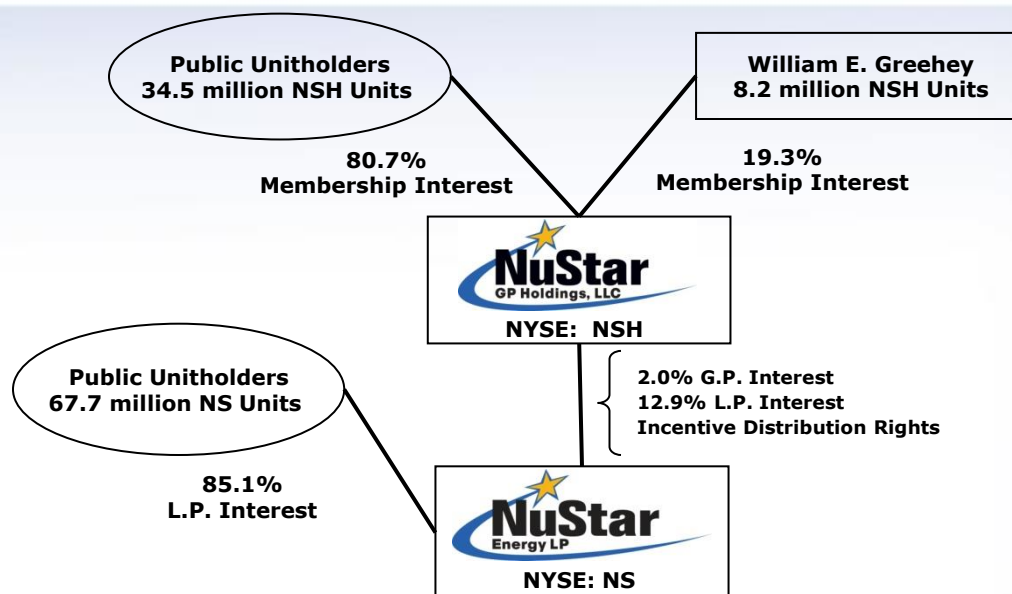 Public Unitholders
34.5 million NSH Units
William E. Greehey
8.2 million NSH Units
80.7%
Membership Interest
19.3%
Membership Interest
NuStar
GP Holdings, LLC
NYSE: NSH
Public Unitholders
67.7 million NS Units
2.0% G.P. Interest
12.9% L.P. Interest
Incentive Distribution Rights
85.1%
L.P. Interest
NuStar
Energy LP
NYSE: NS